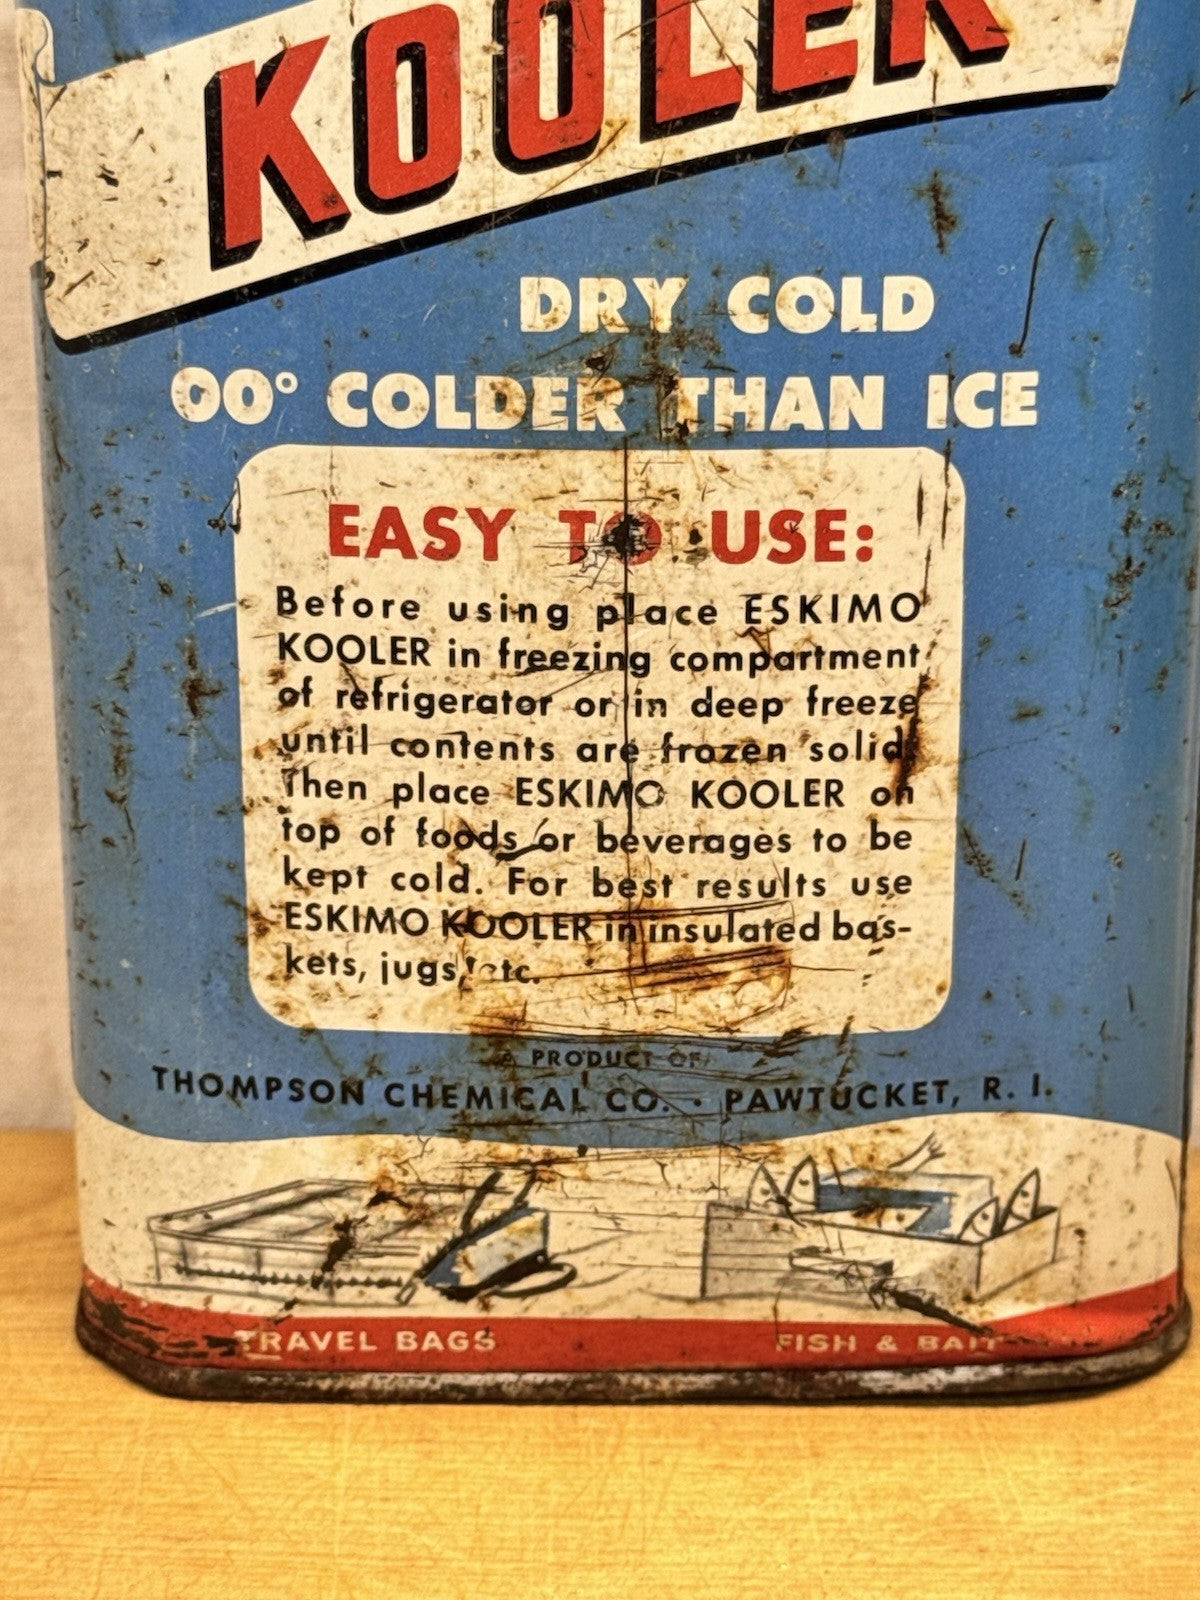 KOOLER
DRY COLD
00° COLDER THAN ICE
EASY TO USE:
Before using place ESKIMO
KOOLER in freezing compartment
of refrigerator or in deep freeze
until contents are frozen solid.
Then place ESKIMO KOOLER on
top of foods or beverages to be
kept cold. For best results use
ESKIMO KOOLER in insulated bas-
kets, jugs, etc.
A PRODUCT OF
THOMPSON CHEMICAL CO. · PAWTUCKET, R. I.
TRAVEL BAGS
FISH & BAIT